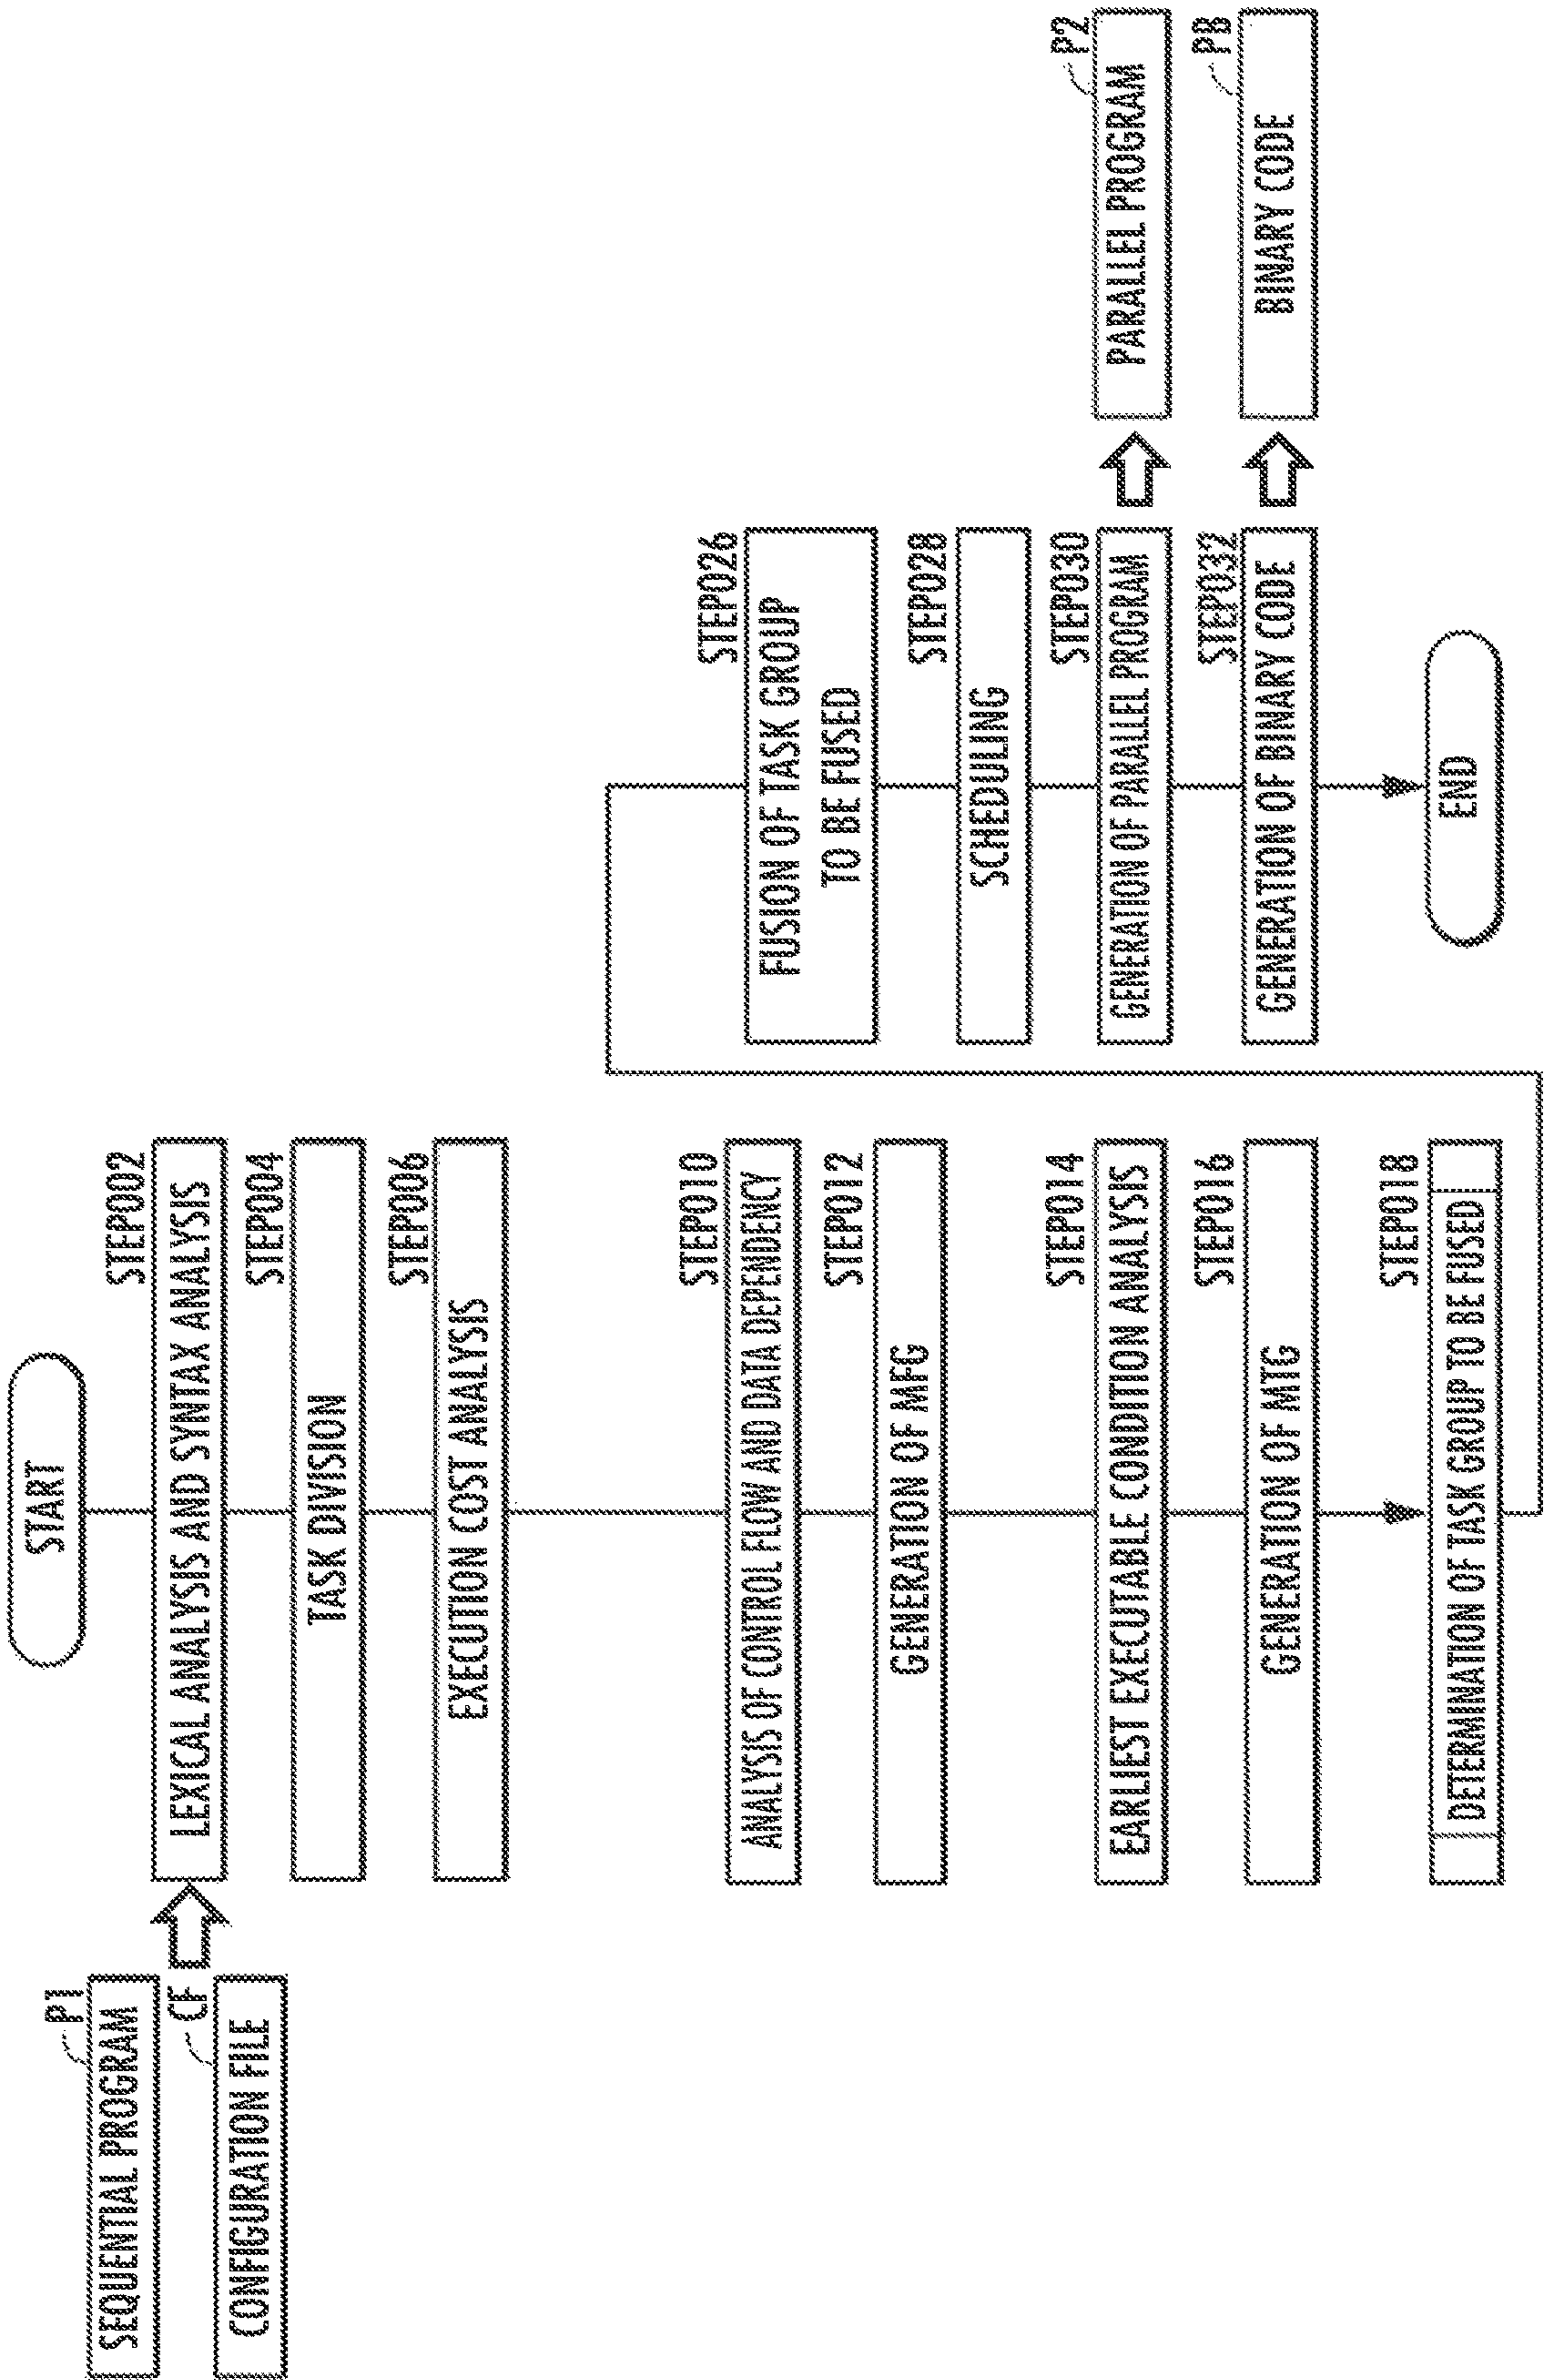 START
P1
SEQUENTIAL PROGRAM
CF
CONFIGURATION FILE
STEP002
LEXICAL ANALYSIS AND SYNTAX ANALYSIS
STEP004
TASK DIVISION
STEP006
EXECUTION COST ANALYSIS
STEP010
ANALYSIS OF CONTROL FLOW AND DATA DEPENDENCY
STEP012
GENERATION OF MFG
STEP014
EARLIEST EXECUTABLE CONDITION ANALYSIS
STEP016
GENERATION OF MTG
STEP018
DETERMINATION OF TASK GROUP TO BE FUSED
STEP026
FUSION OF TASK GROUP
TO BE FUSED
STEP028
SCHEDULING
STEP030
GENERATION OF PARALLEL PROGRAM
P2
PARALLEL PROGRAM
STEP032
GENERATION OF BINARY CODE
PB
BINARY CODE
END